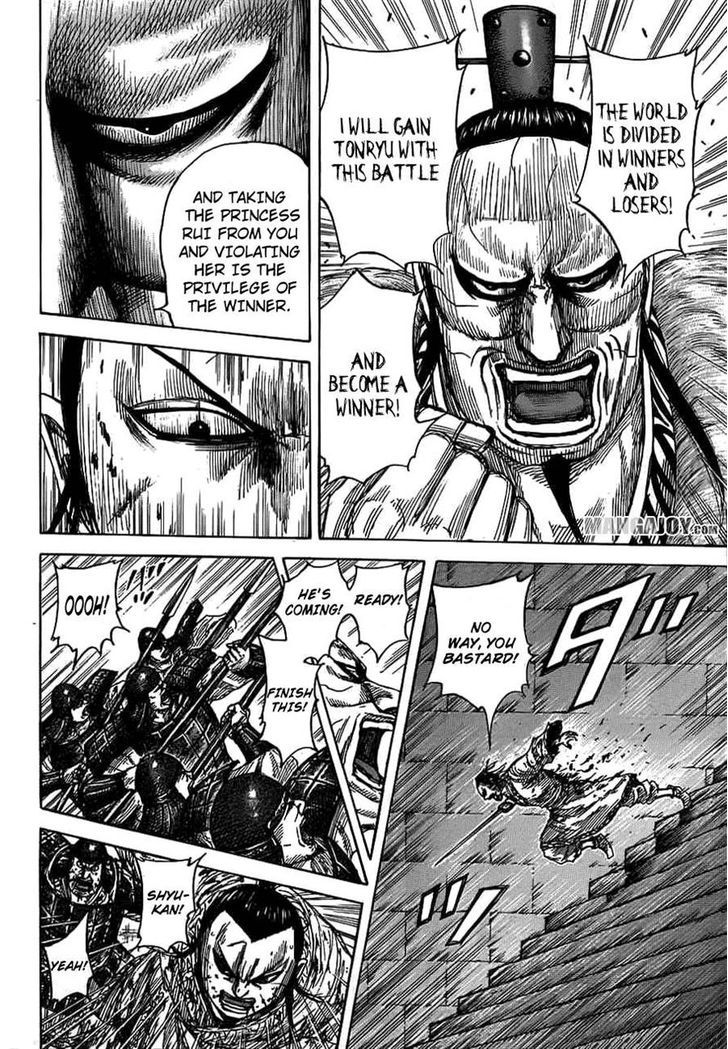 THE WORLD
IS DIVIDED
IN WINNERS
AND
LOSERS!
I WILL GAIN
TONRYU WITH
THIS BATTLE
AND
BECOME A
WINNER!
AND TAKING
THE PRINCESS
RUI FROM YOU
AND VIOLATING
HER IS THE
PRIVILEGE OF
THE WINNER.
MANGAJOY.COM
NO
WAY, YOU
BASTARD!
ダッ
READY!
HE'S
COMING!
FINISH
THIS!
OOOH!
SHYU-
KAN!
YEAH!